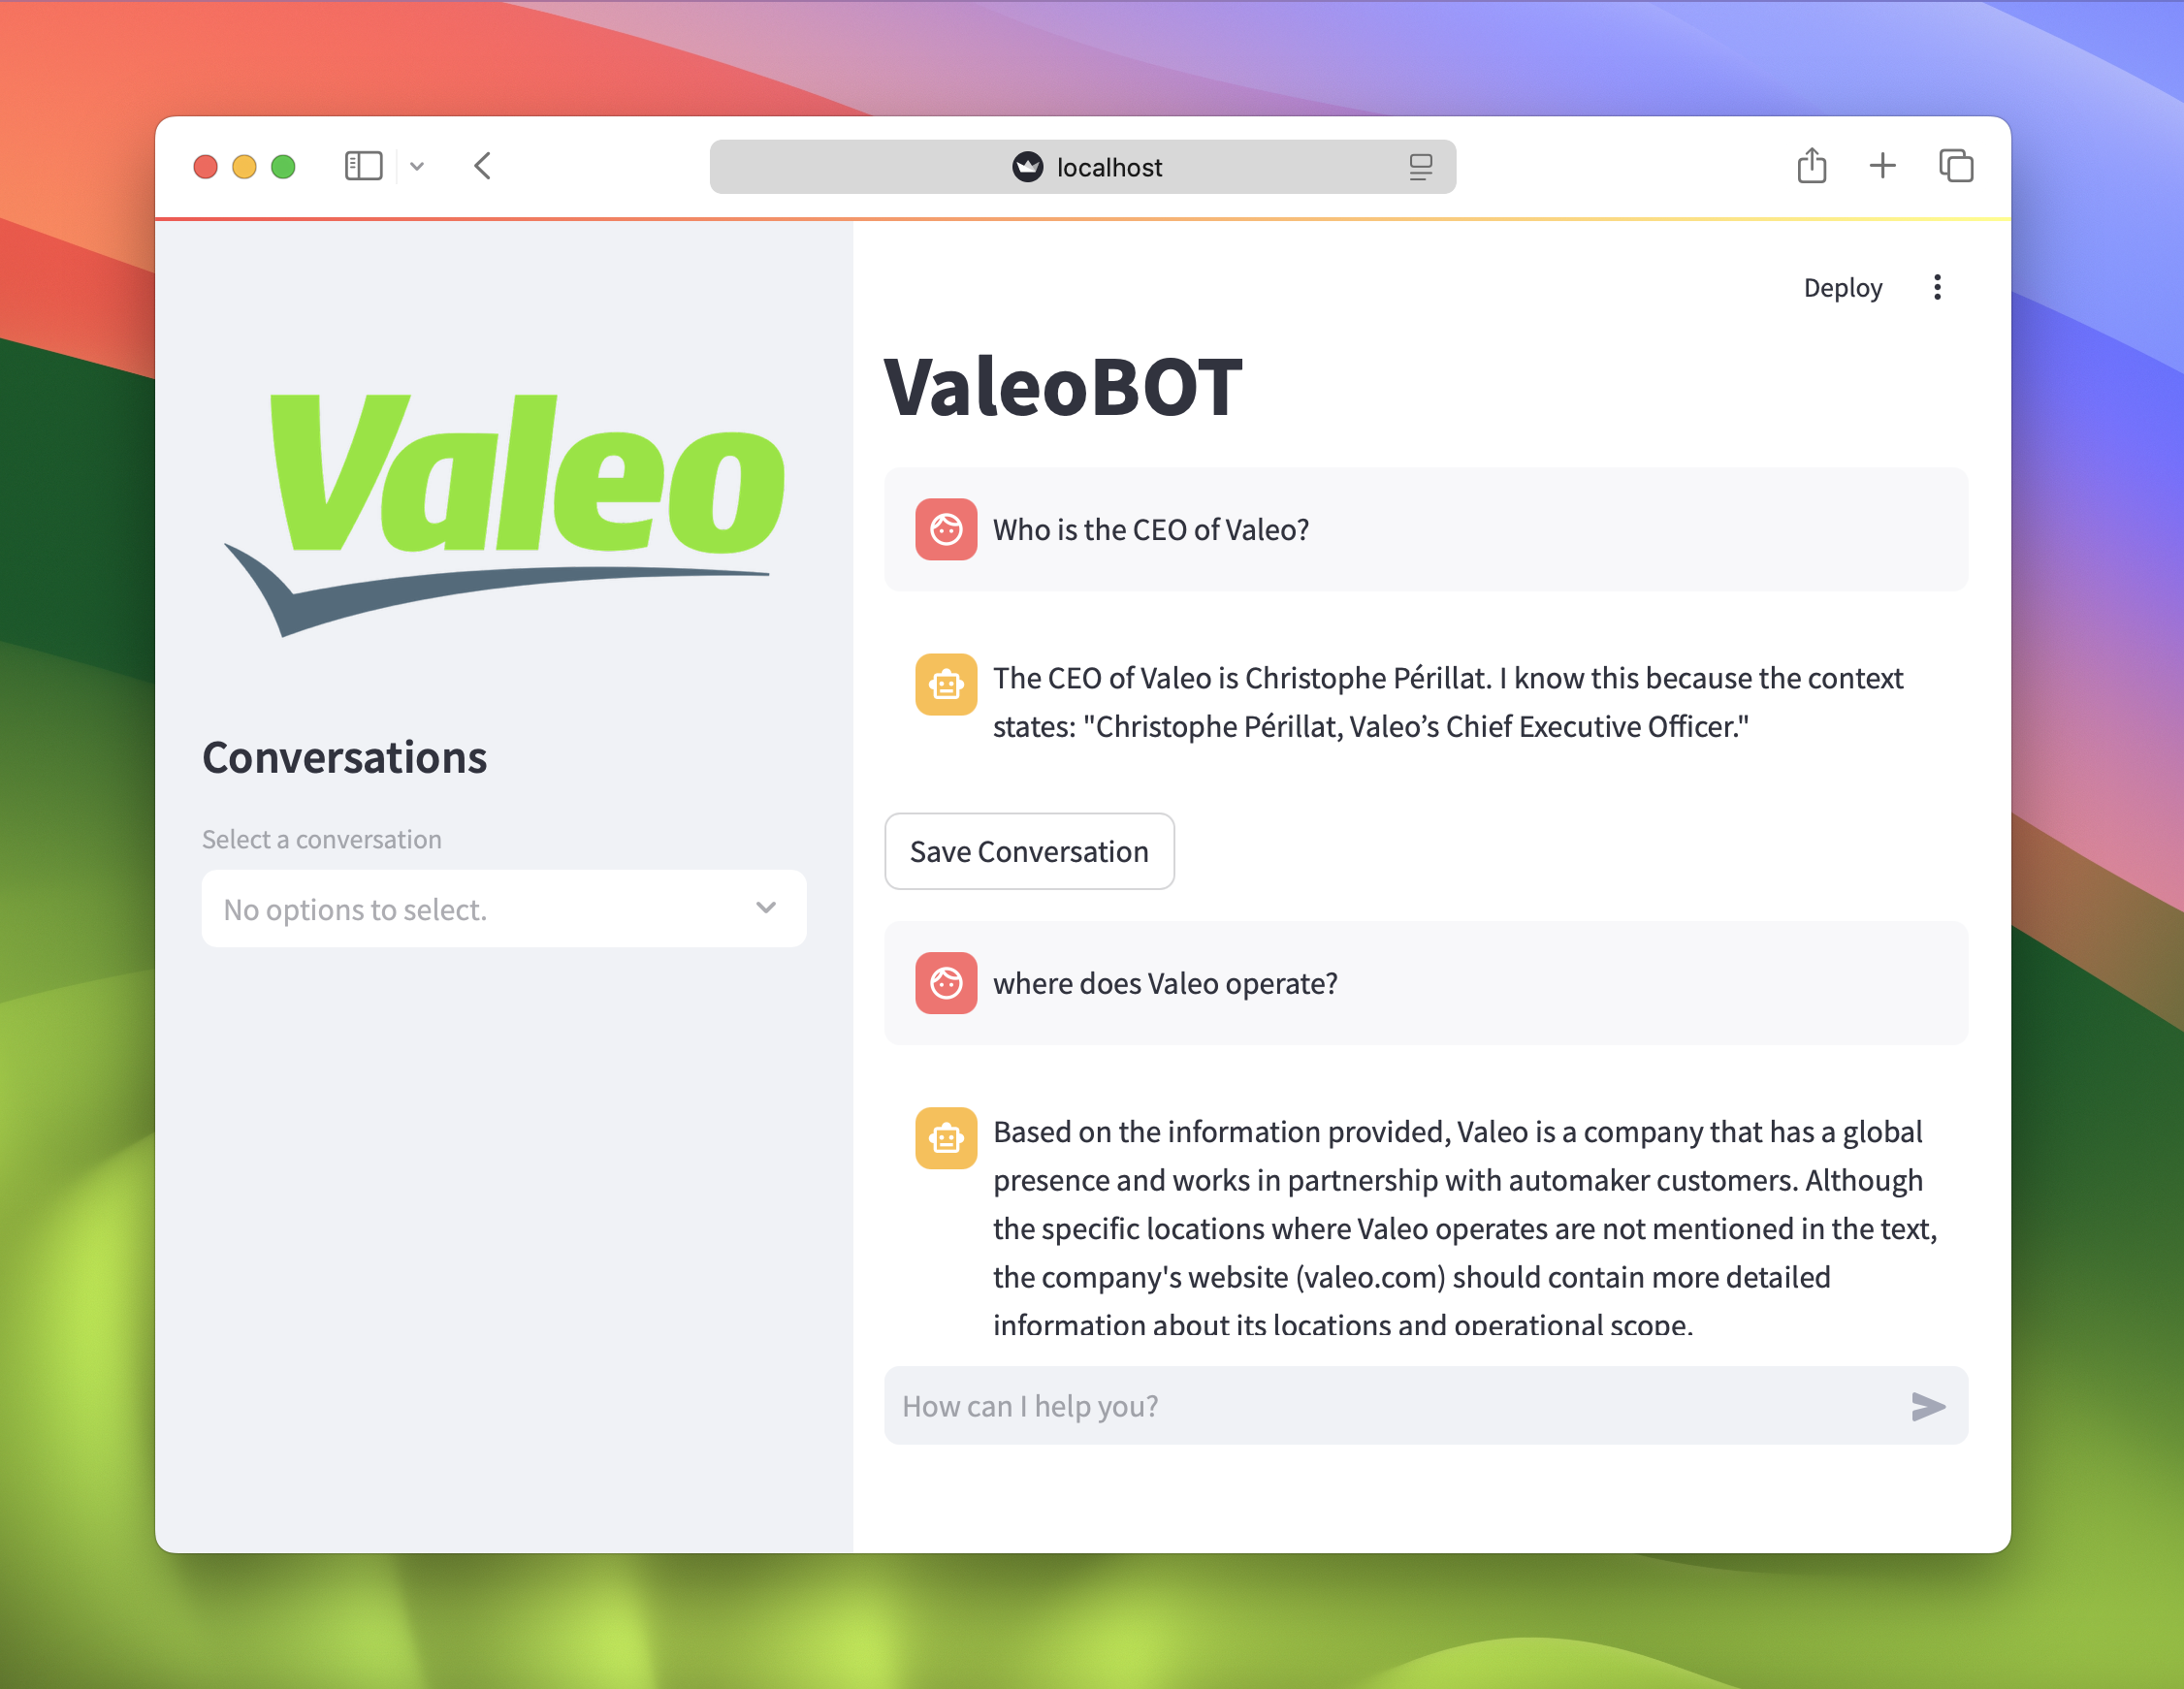 localhost
Deploy
Valeo
ValeoBOT
Who is the CEO of Valeo?
The CEO of Valeo is Christophe Périllat. I know this because the context
states: "Christophe Périllat, Valeo’s Chief Executive Officer."
Conversations
Select a conversation
No options to select.
Save Conversation
where does Valeo operate?
Based on the information provided, Valeo is a company that has a global
presence and works in partnership with automaker customers. Although
the specific locations where Valeo operates are not mentioned in the text,
the company's website (valeo.com) should contain more detailed
information about its locations and operational scope.
How can I help you?